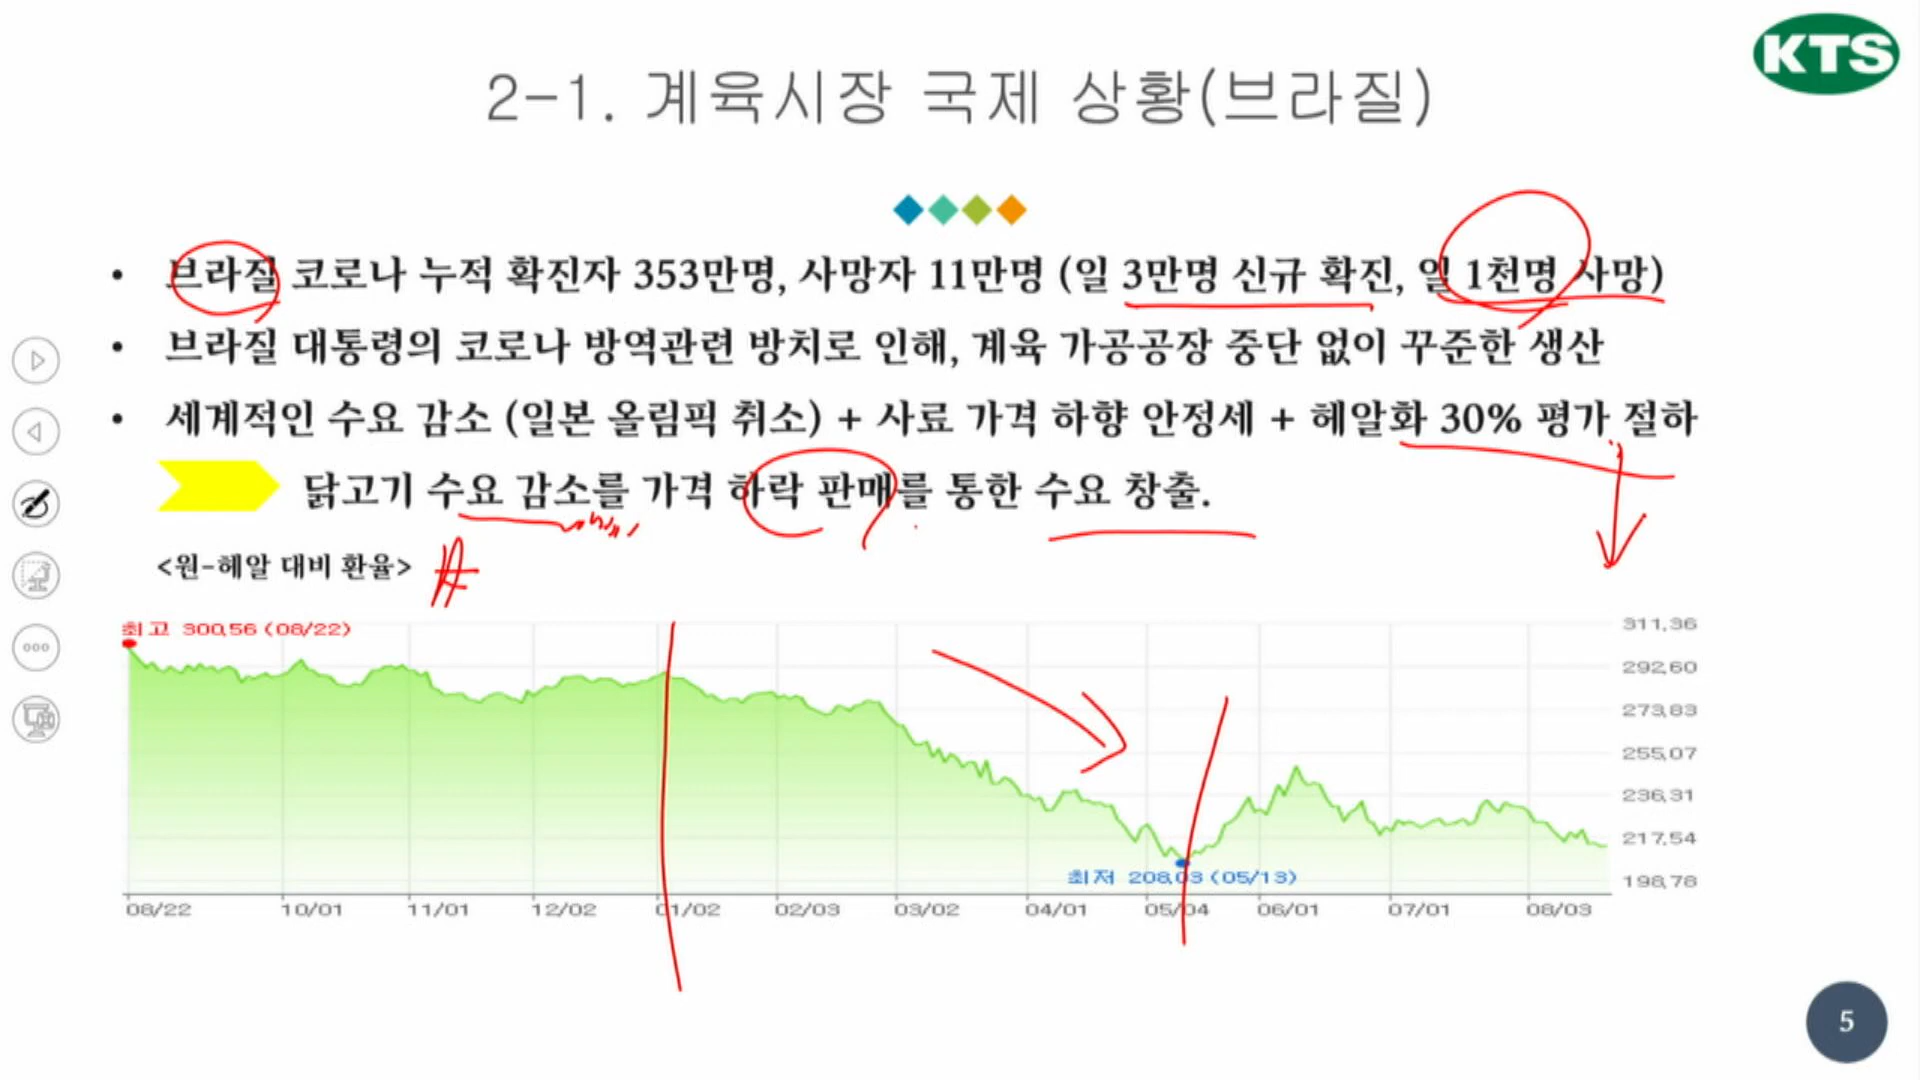 KTS
2-1. 계육시장 국제 상황(브라질)
• 브라질 코로나 누적 확진자 353만명, 사망자 11만명 (일 3만명 신규 확진, 일 1천명 사망)
• 브라질 대통령의 코로나 방역관련 방치로 인해, 계육 가공공장 중단 없이 꾸준한 생산
• 세계적인 수요 감소 (일본 올림픽 취소) + 사료 가격 하향 안정세 + 헤알화 30% 평가 절하
닭고기 수요 감소를 가격 하락 판매를 통한 수요 창출.
<원-헤알 대비 환율>
최고 300,56 (08/22)
311,36
292,60
273,83
255,07
236,31
217,54
198,78
최저 208,03 (05/13)
08/22 10/01 11/01 12/02 01/02 02/03 03/02 04/01 05/04 06/01 07/01 08/03
5